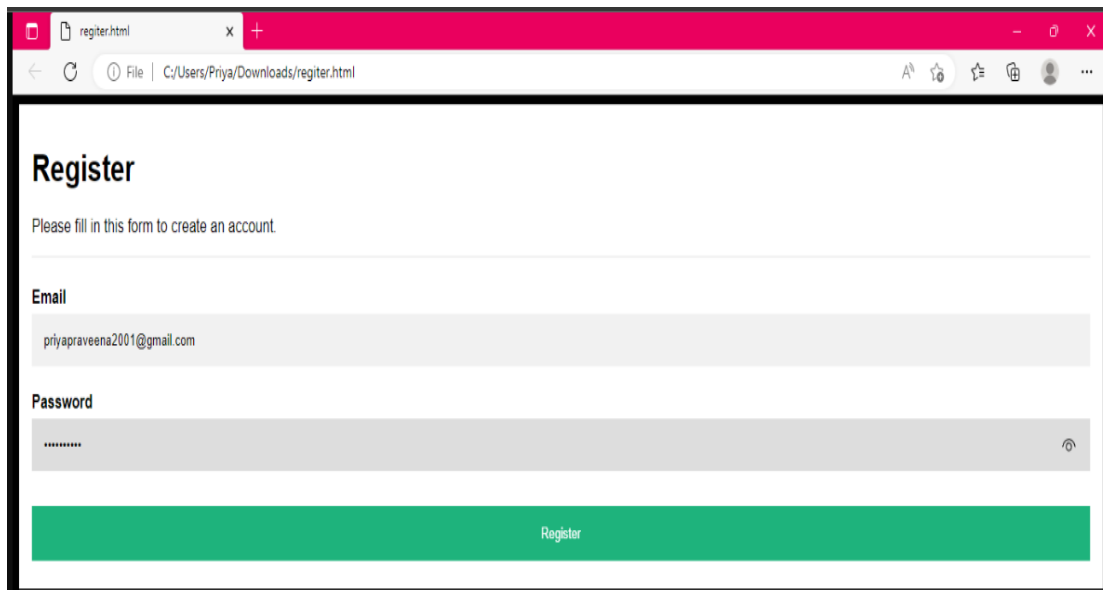 regiter.html
File | C:/Users/Priya/Downloads/regiter.html
Register
Please fill in this form to create an account.
Email
priyapraveena2001@gmail.com
Password
••••••••••
Register